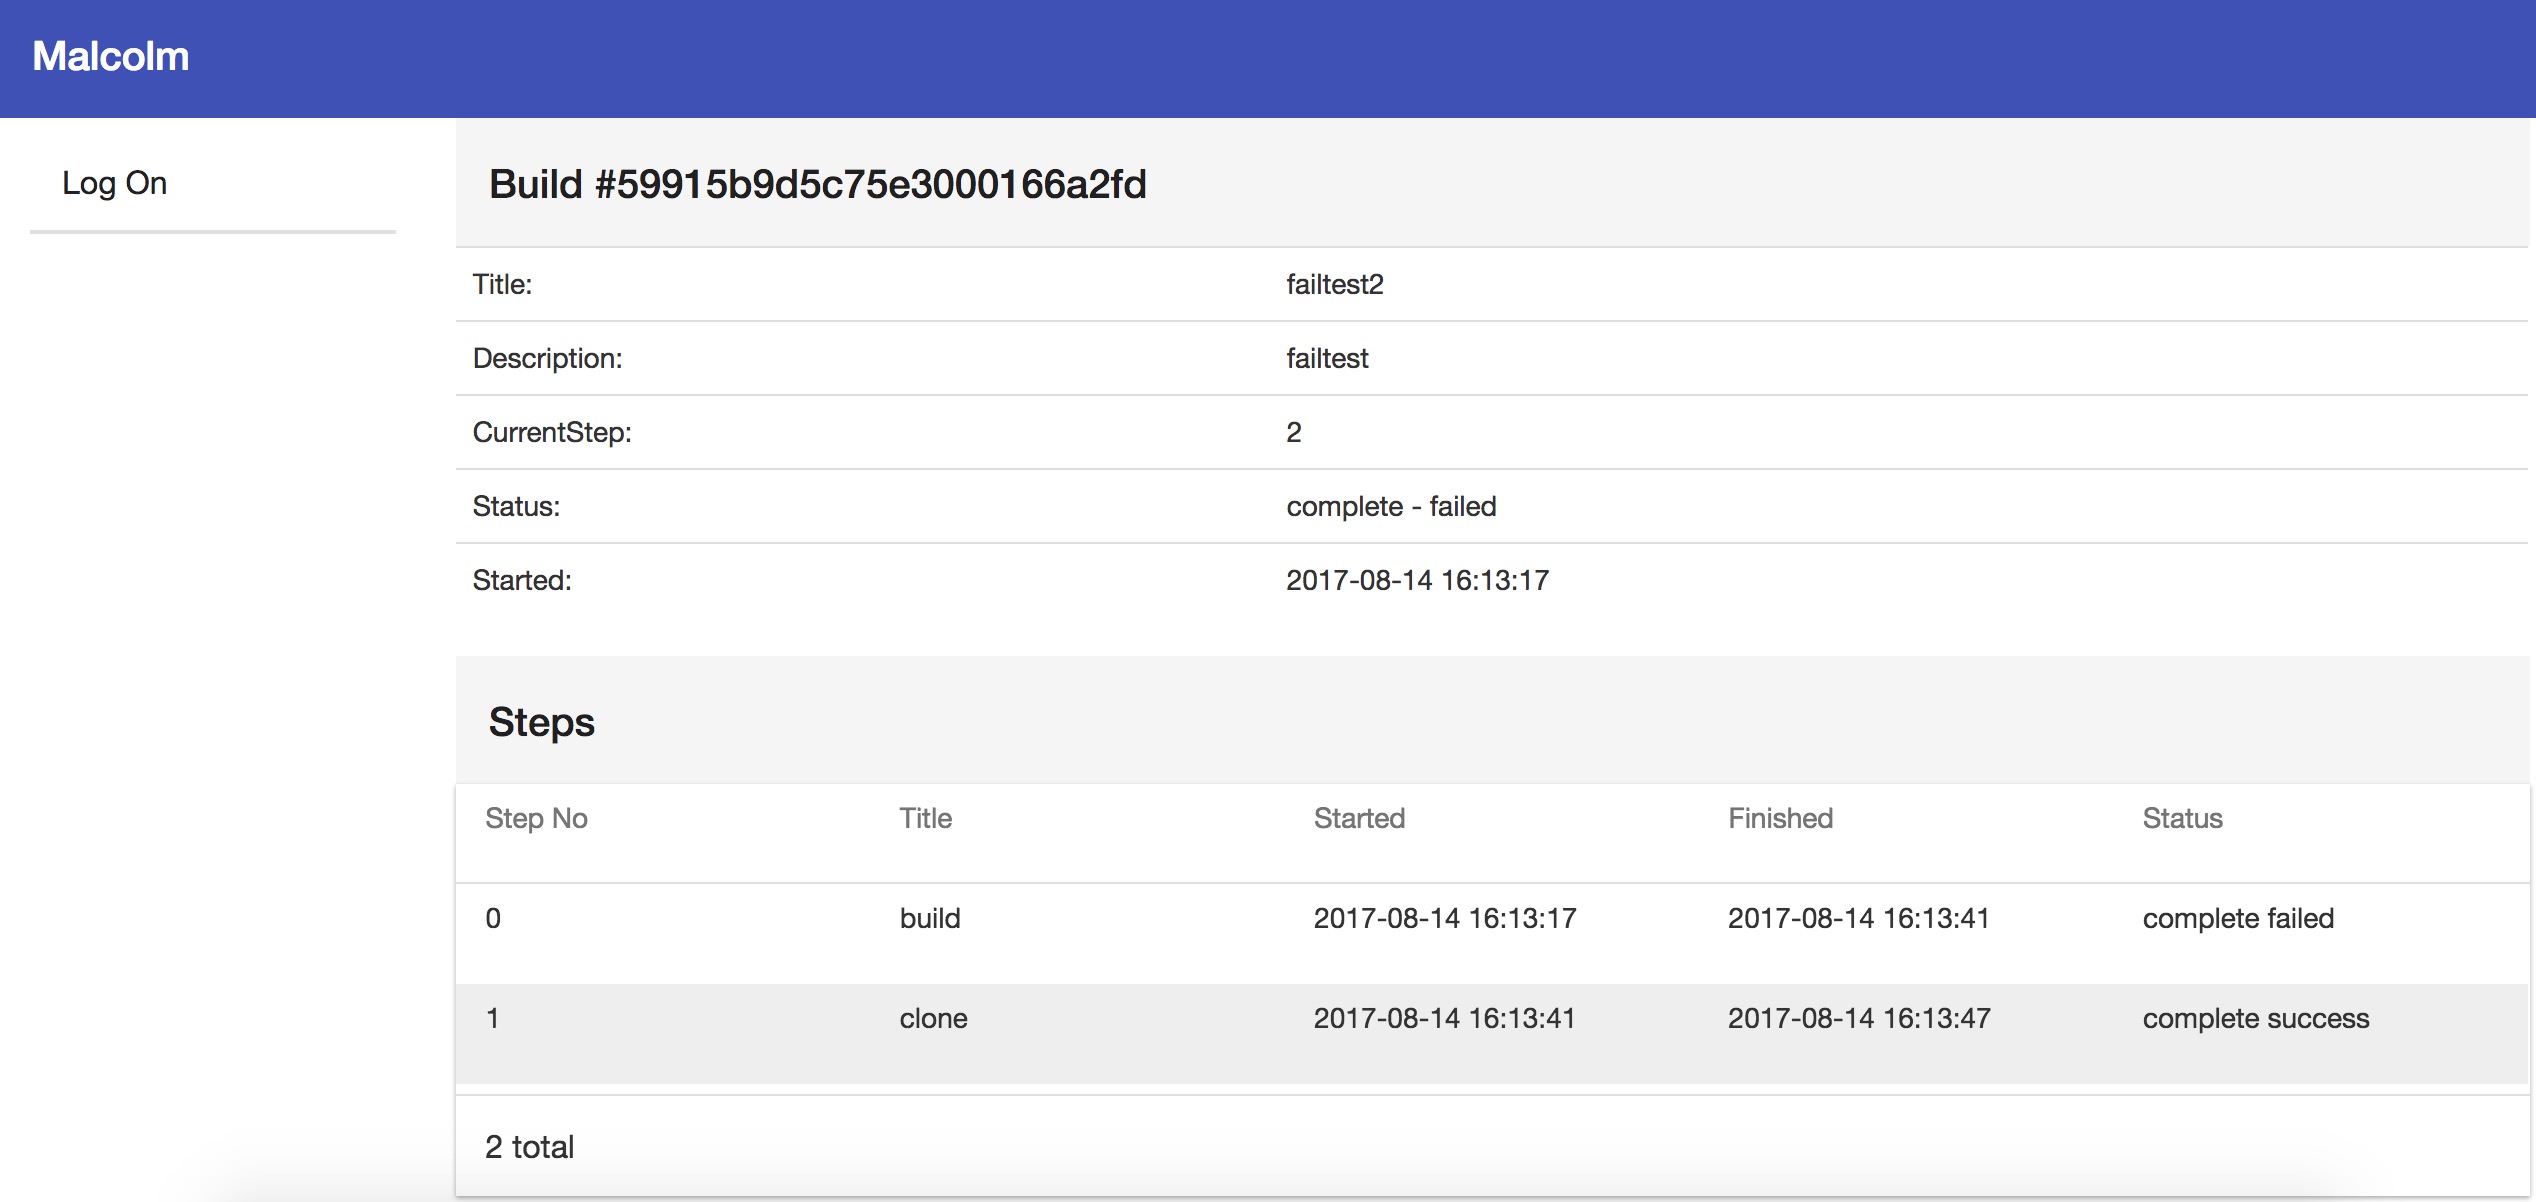 Malcolm
Log On
Build #59915b9d5c75e3000166a2fd
Title: failtest2
Description: failtest
CurrentStep: 2
Status: complete - failed
Started: 2017-08-14 16:13:17
Steps
Step No Title Started Finished Status
0 build 2017-08-14 16:13:17 2017-08-14 16:13:41 complete failed
1 clone 2017-08-14 16:13:41 2017-08-14 16:13:47 complete success
2 total